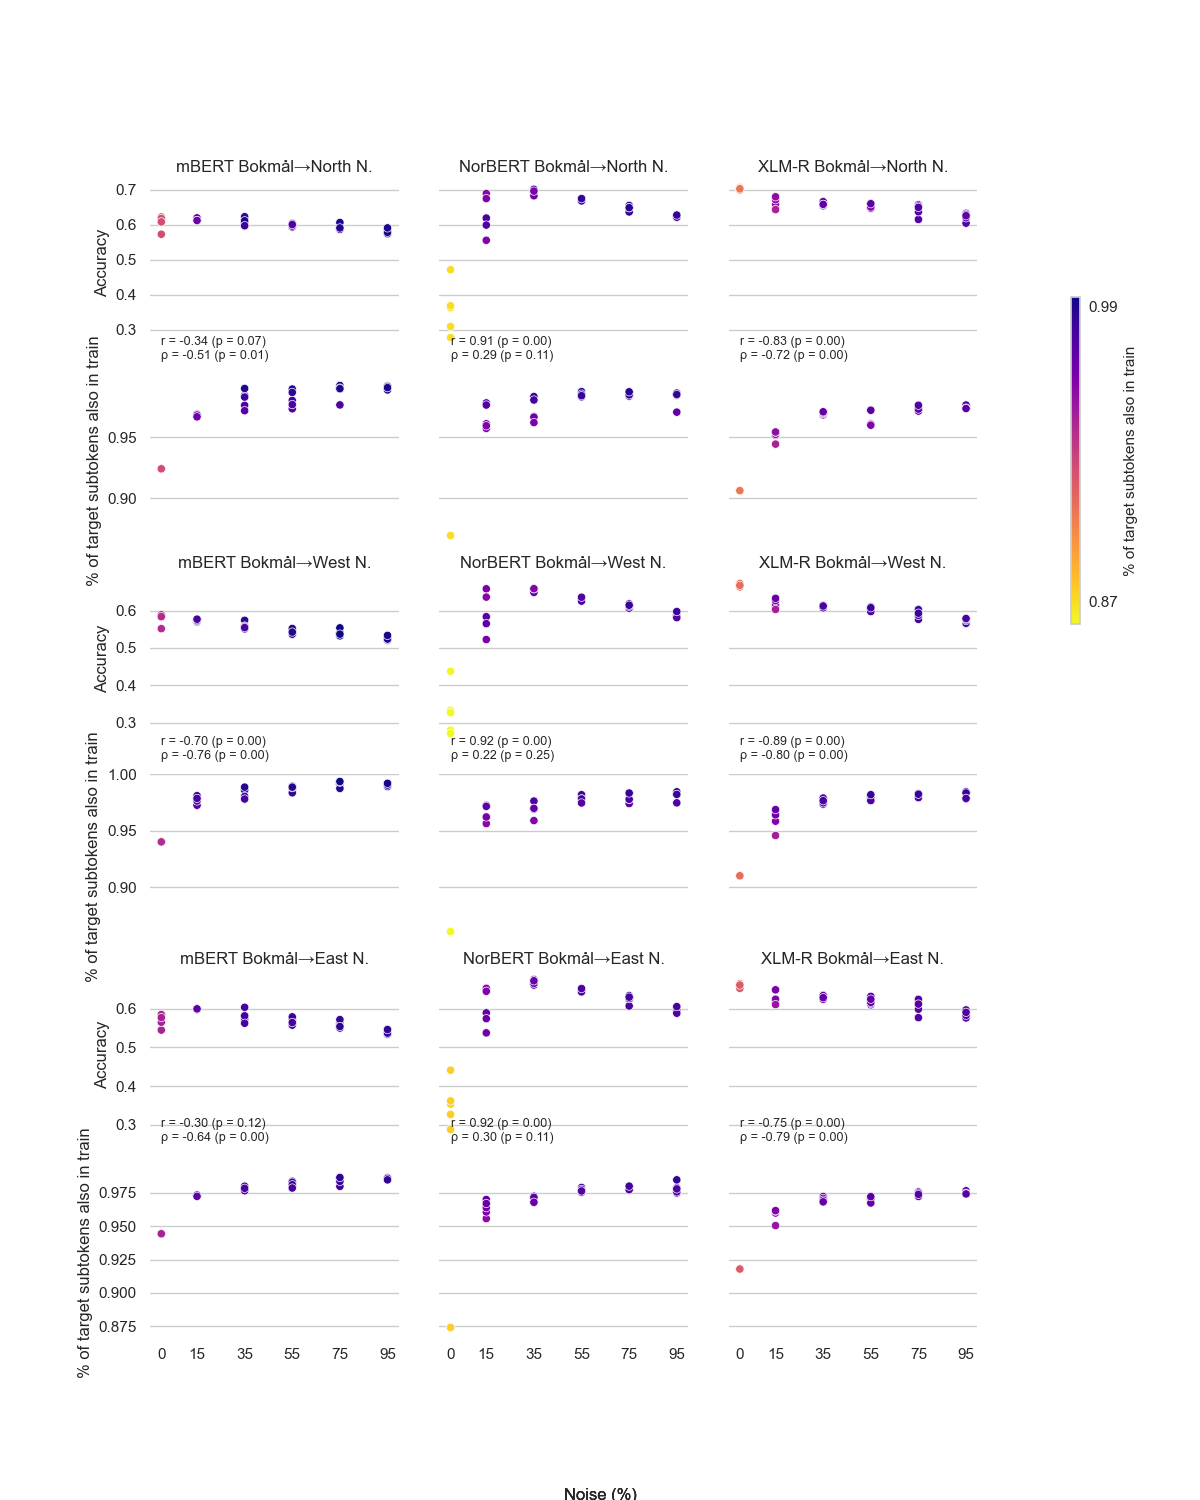 mBERT Bokmål→North N.
NorBERT Bokmål→North N.
XLM-R Bokmål→North N.
Accuracy
0.7
0.6
0.5
0.4
0.3
r = -0.34 (p = 0.07)
ρ = -0.51 (p = 0.01)
r = 0.91 (p = 0.00)
ρ = 0.29 (p = 0.11)
r = -0.83 (p = 0.00)
ρ = -0.72 (p = 0.00)
% of target subtokens also in train
0.95
0.90
mBERT Bokmål→West N.
NorBERT Bokmål→West N.
XLM-R Bokmål→West N.
Accuracy
0.6
0.5
0.4
0.3
r = -0.70 (p = 0.00)
ρ = -0.76 (p = 0.00)
r = 0.92 (p = 0.00)
ρ = 0.22 (p = 0.25)
r = -0.89 (p = 0.00)
ρ = -0.80 (p = 0.00)
% of target subtokens also in train
1.00
0.95
0.90
mBERT Bokmål→East N.
NorBERT Bokmål→East N.
XLM-R Bokmål→East N.
Accuracy
0.6
0.5
0.4
0.3
r = -0.30 (p = 0.12)
ρ = -0.64 (p = 0.00)
r = 0.92 (p = 0.00)
ρ = 0.30 (p = 0.11)
r = -0.75 (p = 0.00)
ρ = -0.79 (p = 0.00)
% of target subtokens also in train
0.975
0.950
0.925
0.900
0.875
0 15 35 55 75 95
0 15 35 55 75 95
0 15 35 55 75 95
Noise (%)
0.99
0.87
% of target subtokens also in train